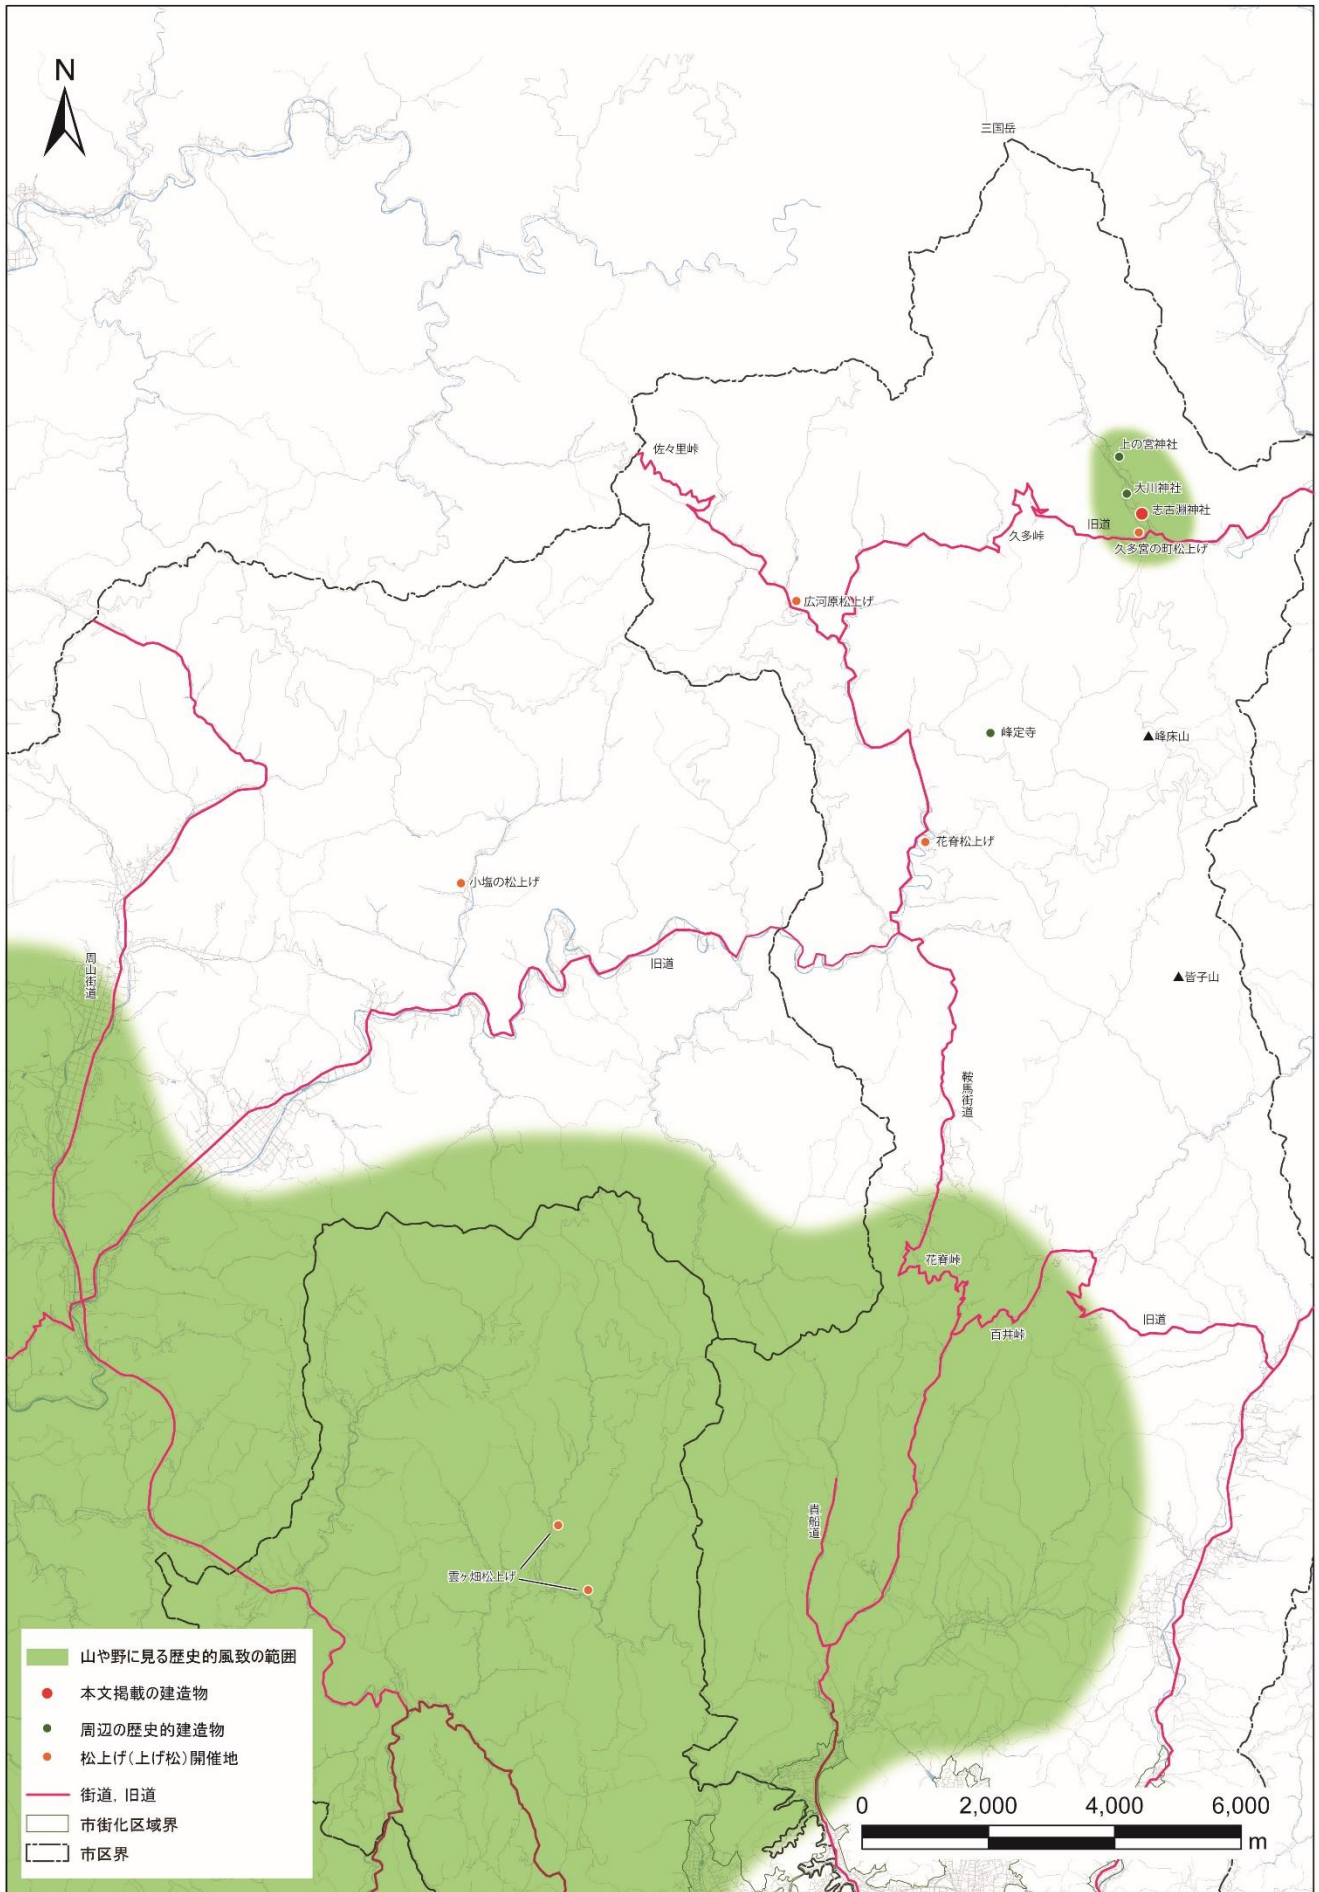 N
三国岳
佐々里峠
上の宮神社
大川神社
志古淵神社
旧道
久多峠
久多宮の町松上げ
広河原松上げ
峰定寺
▲峰床山
花脊松上げ
小塩の松上げ
周山街道
旧道
▲皆子山
鞍馬街道
花脊峠
旧道
百井峠
貴船道
雲ヶ畑松上げ
山や野に見る歴史的風致の範囲
本文掲載の建造物
周辺の歴史的建造物
松上げ(上げ松)開催地
街道，旧道
市街化区域界
市区界
0 2,000 4,000 6,000
m